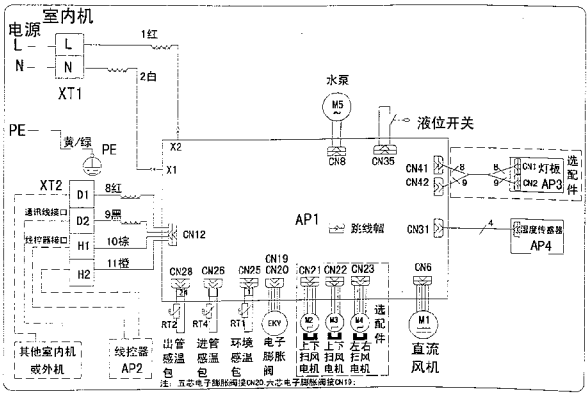 室内机
电源
L
N
L
N
XT1
1红
2白
X2
X1
PE
黄/绿
PE
XT2
D1
D2
H1
H2
8红
9黑
10棕
11橙
通讯线接口
线控器接口
CN12
水泵
M5
CN8
液位开关
CN35
AP1
跳线帽
CN41
CN42
8
9
8
9
CN1
CN2
灯板
AP3
选配件
CN31
4
湿度传感器
AP4
CN28
CN26
CN25
CN19
CN20
CN21
CN22
CN23
CN6
RT2
RT4
RT1
EKV
M2
M3
M4
M1
出管感温包
进管感温包
环境感温包
电子膨胀阀
上下扫风电机
上下扫风电机
左右扫风电机
选配件
直流风机
其他室内机或外机
线控器
AP2
注: 五芯电子膨胀阀接CN20,六芯电子膨胀阀接CN19;